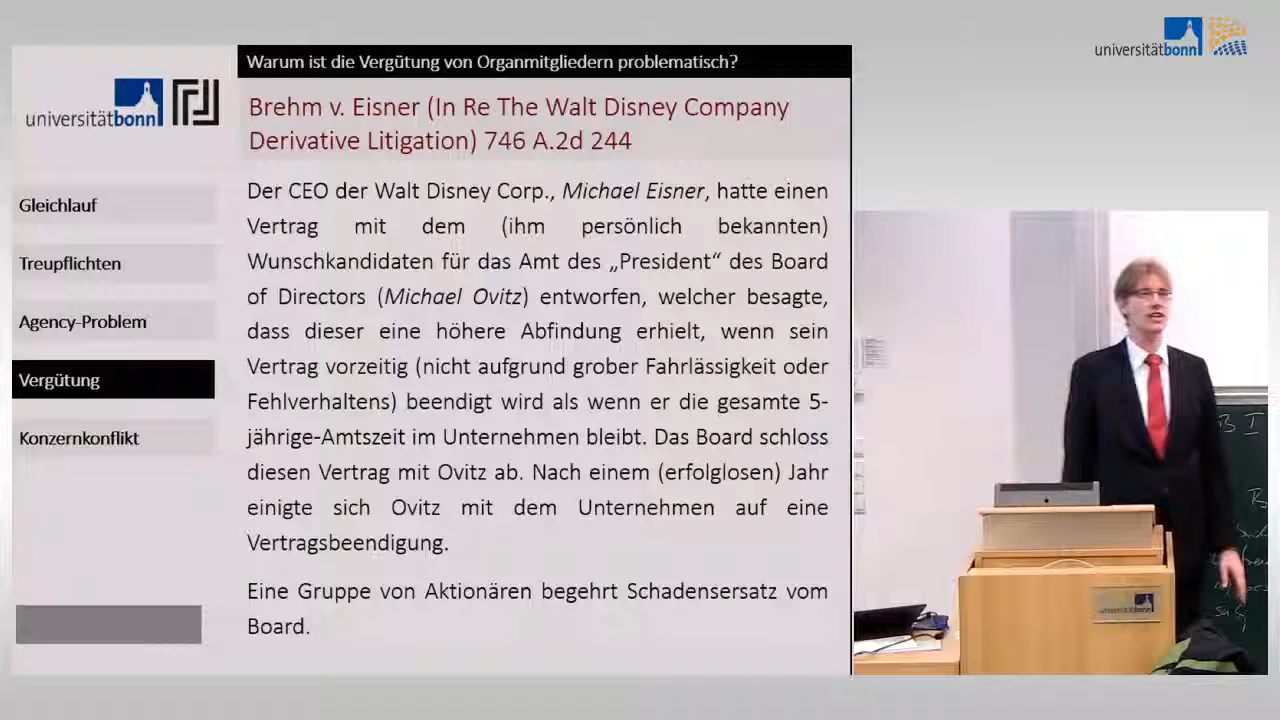 universitätbonn
Warum ist die Vergütung von Organmitgliedern problematisch?
universitätbonn
Brehm v. Eisner (In Re The Walt Disney Company
Derivative Litigation) 746 A.2d 244
Gleichlauf
Treupflichten
Agency-Problem
Vergütung
Konzernkonflikt
Der CEO der Walt Disney Corp., Michael Eisner, hatte einen
Vertrag mit dem (ihm persönlich bekannten)
Wunschkandidaten für das Amt des „President“ des Board
of Directors (Michael Ovitz) entworfen, welcher besagte,
dass dieser eine höhere Abfindung erhielt, wenn sein
Vertrag vorzeitig (nicht aufgrund grober Fahrlässigkeit oder
Fehlverhaltens) beendigt wird als wenn er die gesamte 5-
jährige-Amtszeit im Unternehmen bleibt. Das Board schloss
diesen Vertrag mit Ovitz ab. Nach einem (erfolglosen) Jahr
einigte sich Ovitz mit dem Unternehmen auf eine
Vertragsbeendigung.
Eine Gruppe von Aktionären begehrt Schadensersatz vom
Board.
universitätbonn